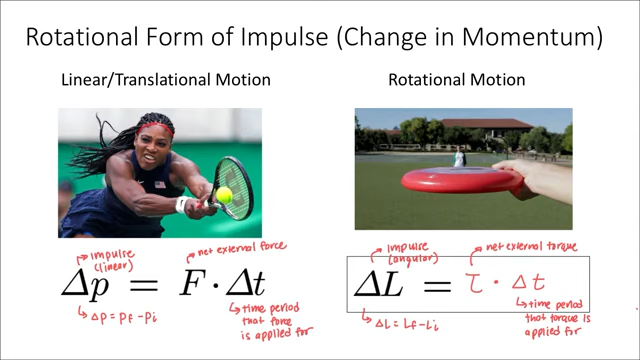 Rotational Form of Impulse (Change in Momentum)
Linear/Translational Motion
Rotational Motion
impulse
(linear)
net external force
Δp = F · Δt
Δp = pf - pi
time period
that force
is applied for
impulse
(angular)
net external torque
ΔL = τ · Δt
ΔL = Lf - Li
time period
that torque is
applied for